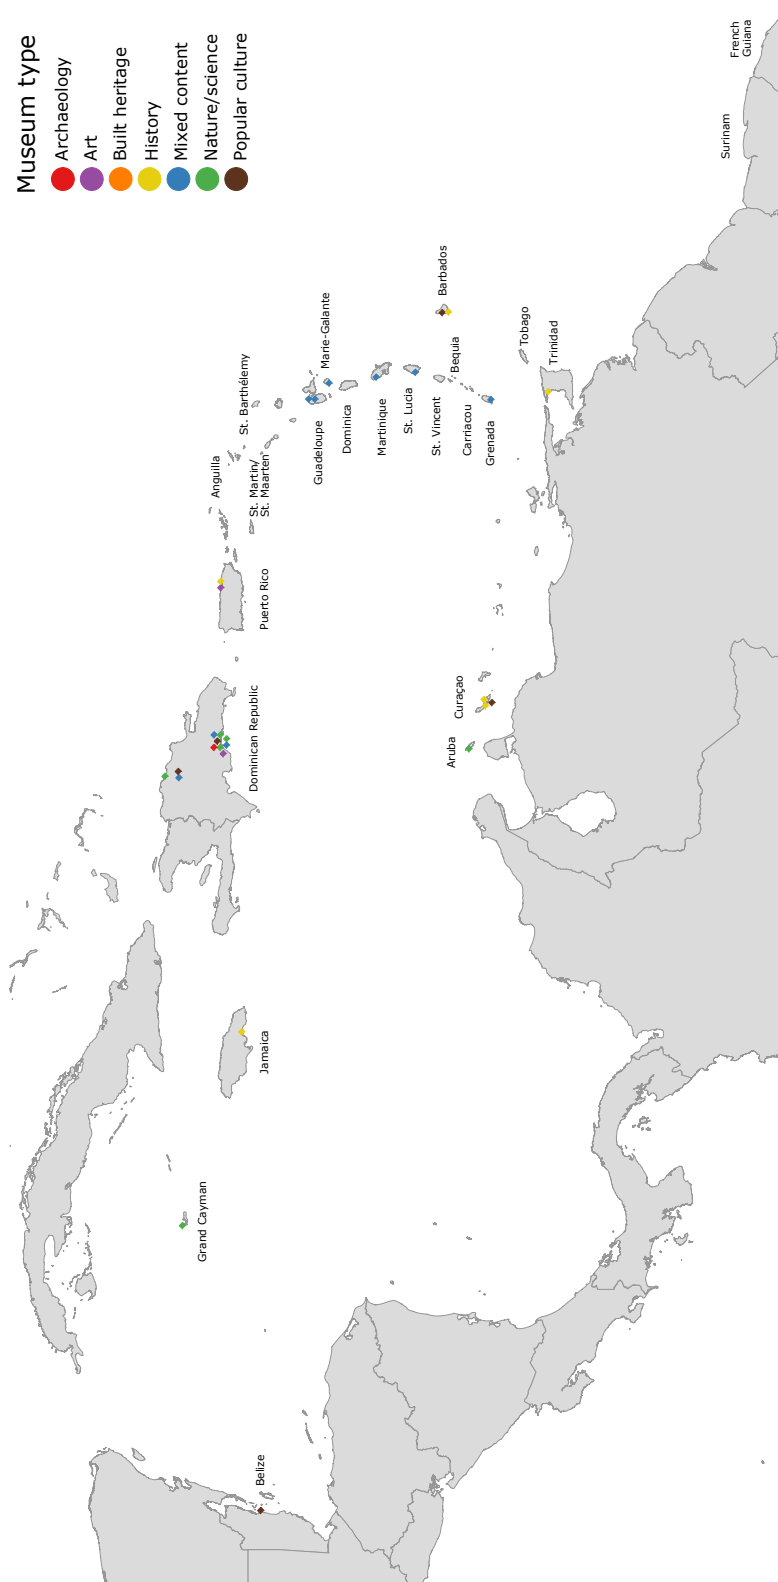 Museum type
Archaeology
Art
Built heritage
History
Mixed content
Nature/science
Popular culture
French
Guiana
Surinam
Barbados
Marie-Galante
Tobago
Trinidad
Bequia
St. Barthélemy
Guadeloupe
Dominica
Martinique
St. Lucia
St. Vincent
Carriacou
Grenada
Anguilla
St. Martin/
St. Maarten
Puerto Rico
Curaçao
Aruba
Dominican Republic
Jamaica
Grand Cayman
Belize